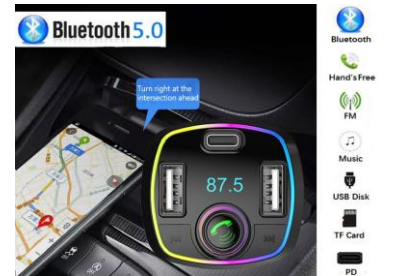 Bluetooth 5.0
Turn right at the
intersection ahead
87.5
Bluetooth
Hand'sFree
FM
Music
USB Disk
TF Card
PD